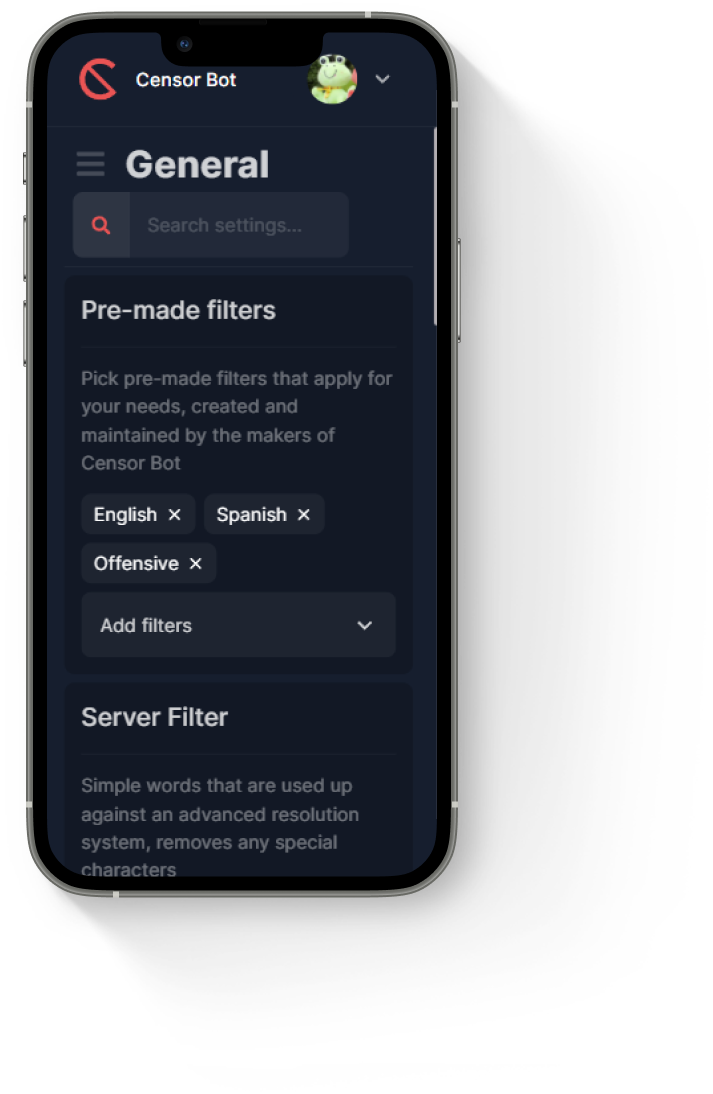 Censor Bot
General
Search settings...
Pre-made filters
Pick pre-made filters that apply for
your needs, created and
maintained by the makers of
Censor Bot
English ×
Spanish ×
Offensive ×
Add filters
Server Filter
Simple words that are used up
against an advanced resolution
system, removes any special
characters